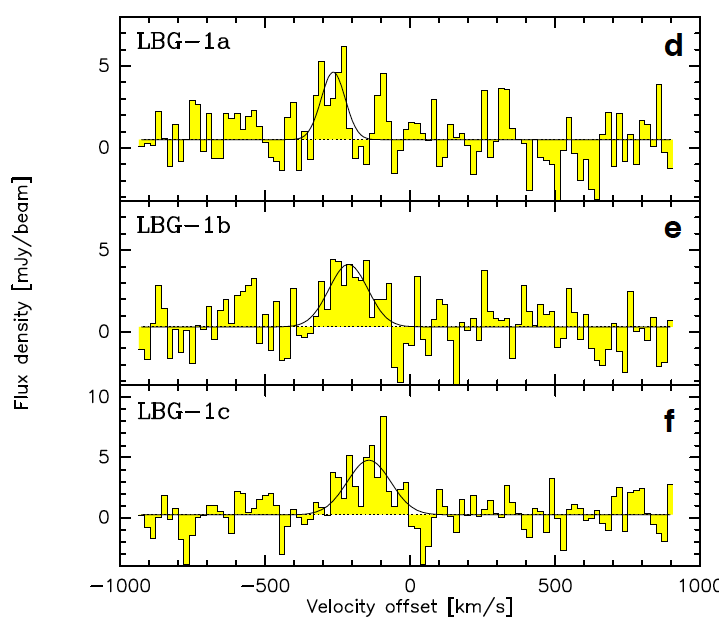 LBG-1a
d
5
0
LBG-1b
e
5
0
Flux density [mJy/beam]
10
LBG-1c
f
5
0
−1000 −500 0 500 1000
Velocity offset [km/s]